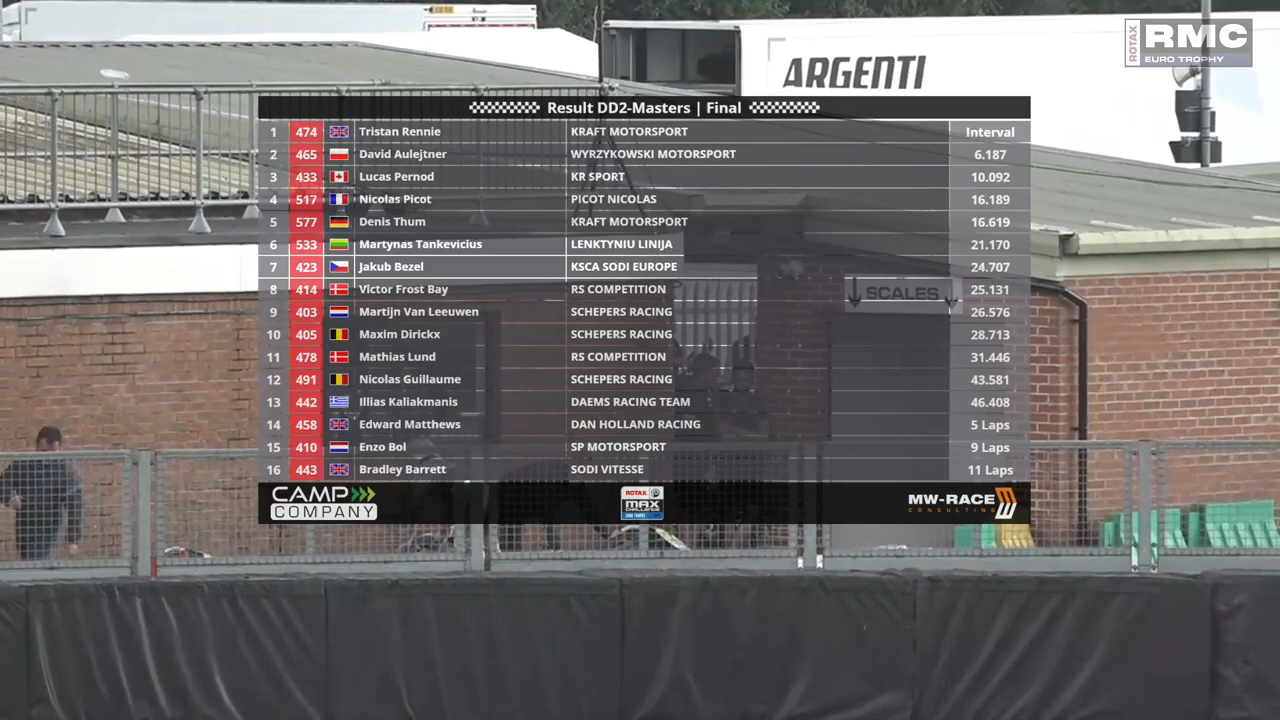 ARGENTI
ROTAX
RMC
EURO TROPHY
Result DD2-Masters | Final
1 474 Tristan Rennie KRAFT MOTORSPORT Interval
2 465 David Aulejtner WYRZYKOWSKI MOTORSPORT 6.187
3 433 Lucas Pernod KR SPORT 10.092
4 517 Nicolas Picot PICOT NICOLAS 16.189
5 577 Denis Thum KRAFT MOTORSPORT 16.619
6 533 Martynas Tankevicius LENKTYNIU LINIJA 21.170
7 423 Jakub Bezel KSCA SODI EUROPE 24.707
8 414 VIctor Frost Bay RS COMPETITION 25.131
9 403 Martijn Van Leeuwen SCHEPERS RACING 26.576
10 405 Maxim Dirickx SCHEPERS RACING 28.713
11 478 Mathias Lund RS COMPETITION 31.446
12 491 Nicolas Guillaume SCHEPERS RACING 43.581
13 442 Illias Kaliakmanis DAEMS RACING TEAM 46.408
14 458 Edward Matthews DAN HOLLAND RACING 5 Laps
15 410 Enzo Bol SP MOTORSPORT 9 Laps
16 443 Bradley Barrett SODI VITESSE 11 Laps
SCALES
CAMP
COMPANY
ROTAX
MAX
CHALLENGE
EURO TROPHY
MW-RACE
CONSULTING